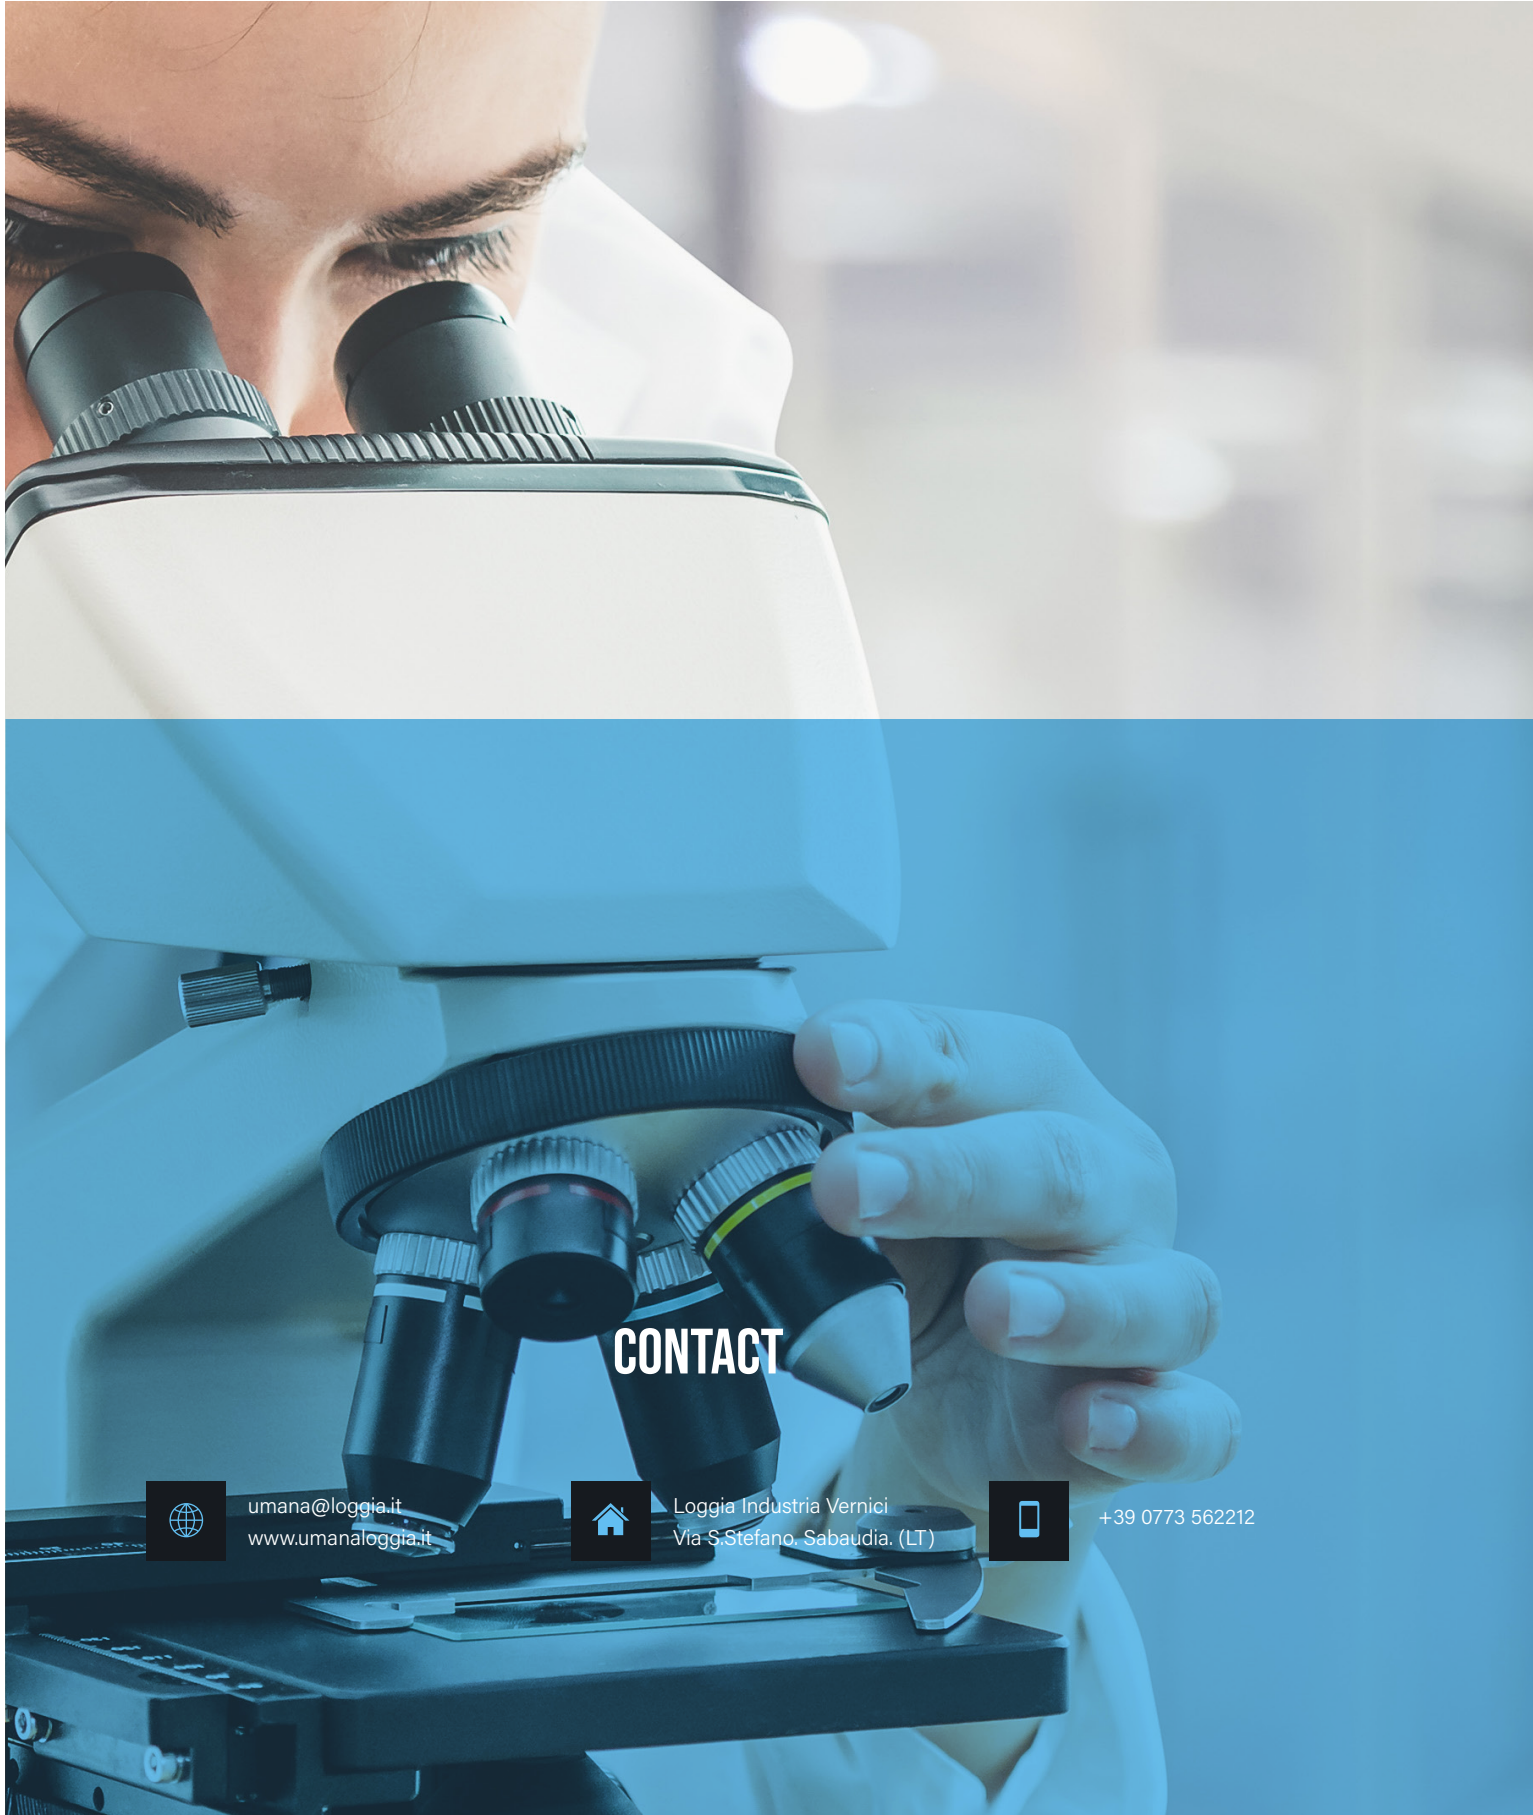 CONTACT
umana@loggia.it
www.umanaloggia.it
Loggia Industria Vernici
Via S.Stefano. Sabaudia. (LT)
+39 0773 562212